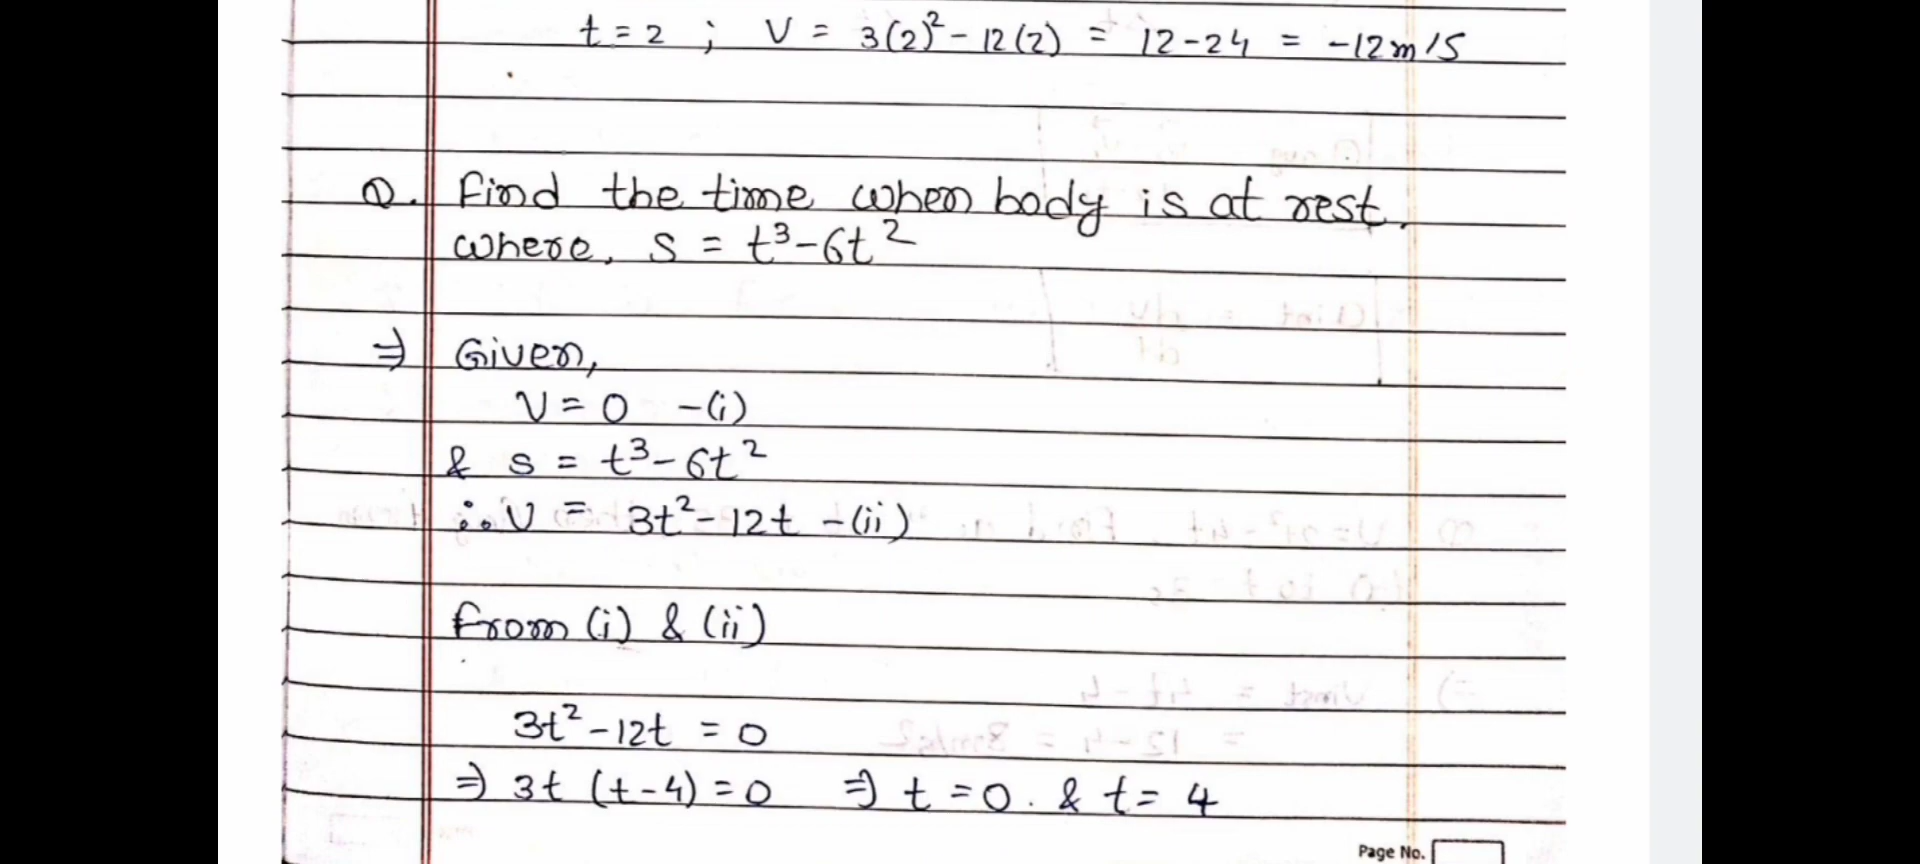 t = 2 ; V = 3(2)² - 12(2) = 12 - 24 = -12m/s
Q. Find the time when body is at rest.
where, s = t³ - 6t²
⇒ Given,
V = 0 -(i)
& s = t³ - 6t²
∴ V = 3t² - 12t -(ii)
from (i) & (ii)
3t² - 12t = 0
⇒ 3t (t - 4) = 0 ⇒ t = 0. & t = 4
Page No.